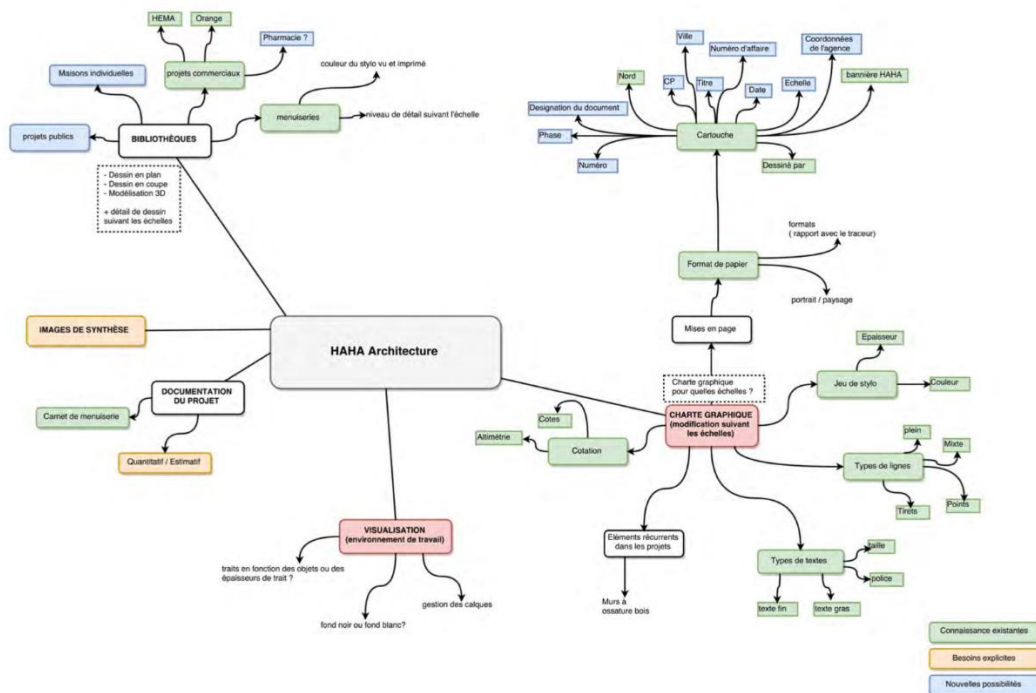 HEMA
Orange
Pharmacie ?
projets commerciaux
Maisons individuelles
couleur du stylo vu et imprimé
niveau de détail suivant l'échelle
menuiseries
projets publics
BIBLIOTHÈQUES
- Dessin en plan
- Dessin en coupe
- Modélisation 3D
+ détail de dessin
suivant les échelles
Ville
Numéro d'affaire
Coordonnées
de l'agence
Nord
CP
Titre
Date
Echelle
bannière HAHA
Designation du document
Phase
Cartouche
Numéro
Dessiné par
formats
( rapport avec le traceur)
Format de papier
portrait / paysage
Mises en page
IMAGES DE SYNTHÈSE
HAHA Architecture
DOCUMENTATION
DU PROJET
Carnet de menuiserie
Quantitatif / Estimatif
Charte graphique
pour quelles échelles ?
CHARTE GRAPHIQUE
(modification suivant
les échelles)
Epaisseur
Jeu de stylo
Couleur
Cotes
Altimétrie
Cotation
plein
Mixte
Types de lignes
Tirets
Points
VISUALISATION
(environnement de travail)
traits en fonction des objets ou des
épaisseurs de trait ?
gestion des calques
fond noir ou fond blanc?
Eléments récurrents
dans les projets
Murs à
ossature bois
Types de textes
taille
police
texte fin
texte gras
Connaissance existantes
Besoins explicites
Nouvelles possibilités